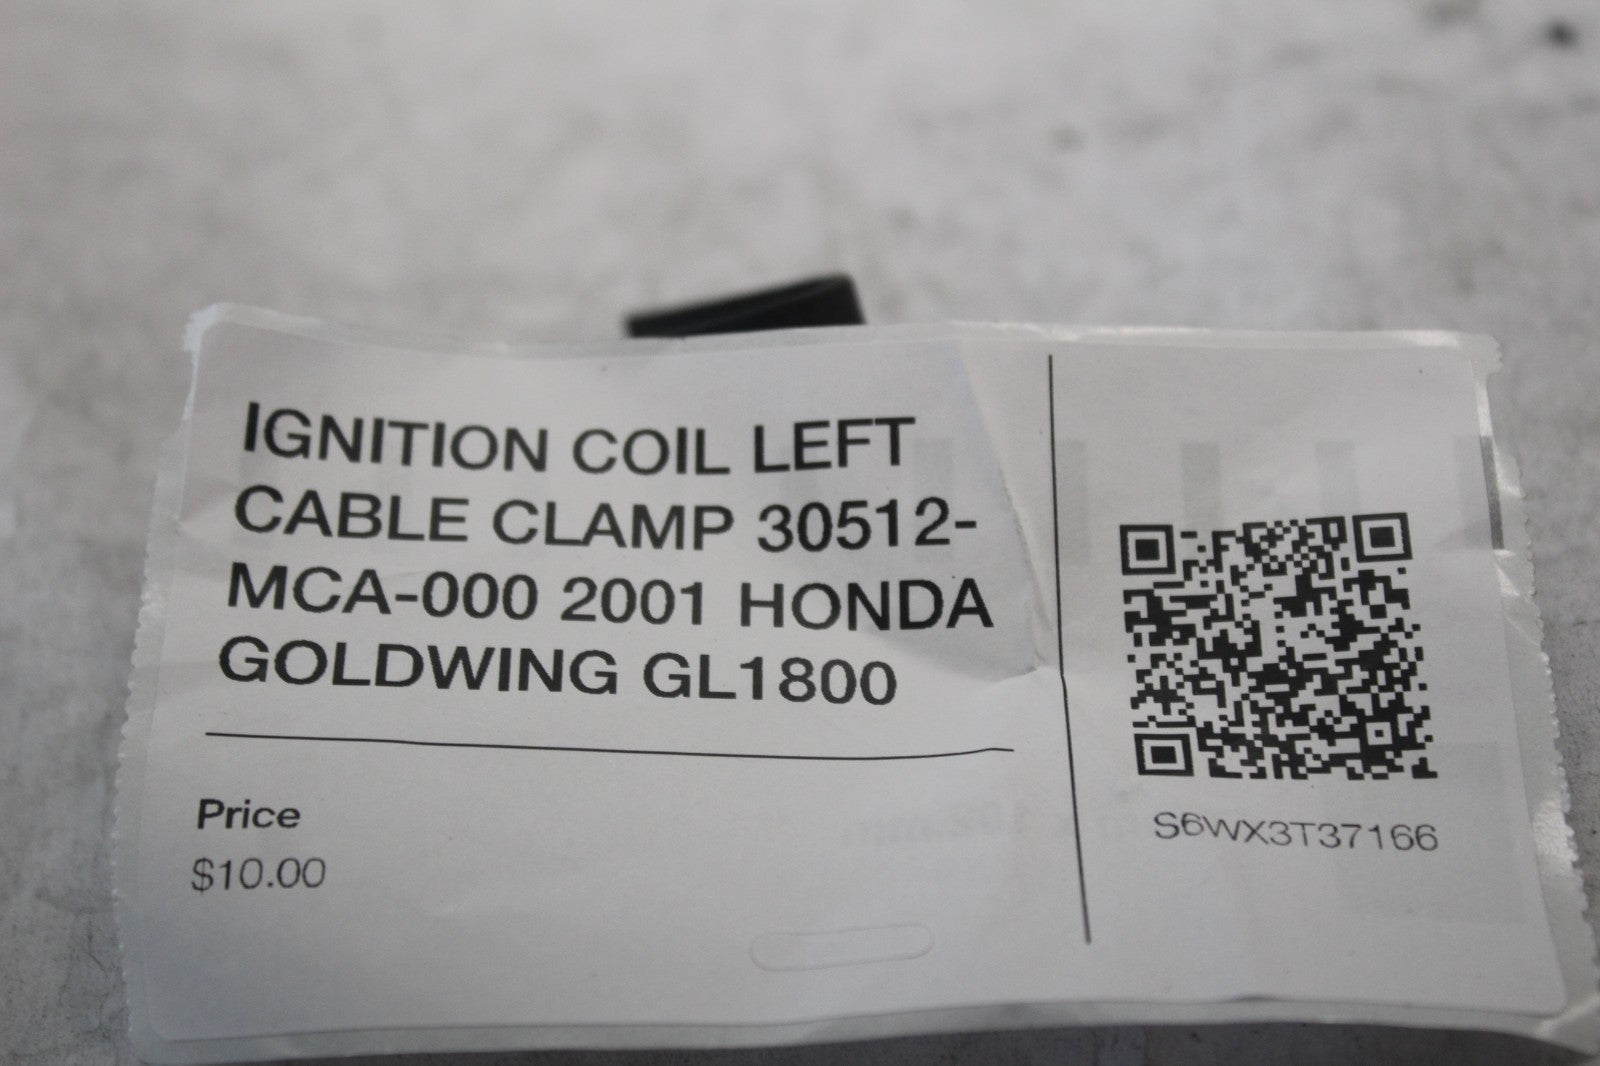 IGNITION COIL LEFT
CABLE CLAMP 30512-
MCA-000 2001 HONDA
GOLDWING GL1800
Price
$10.00
S6WX3T37166